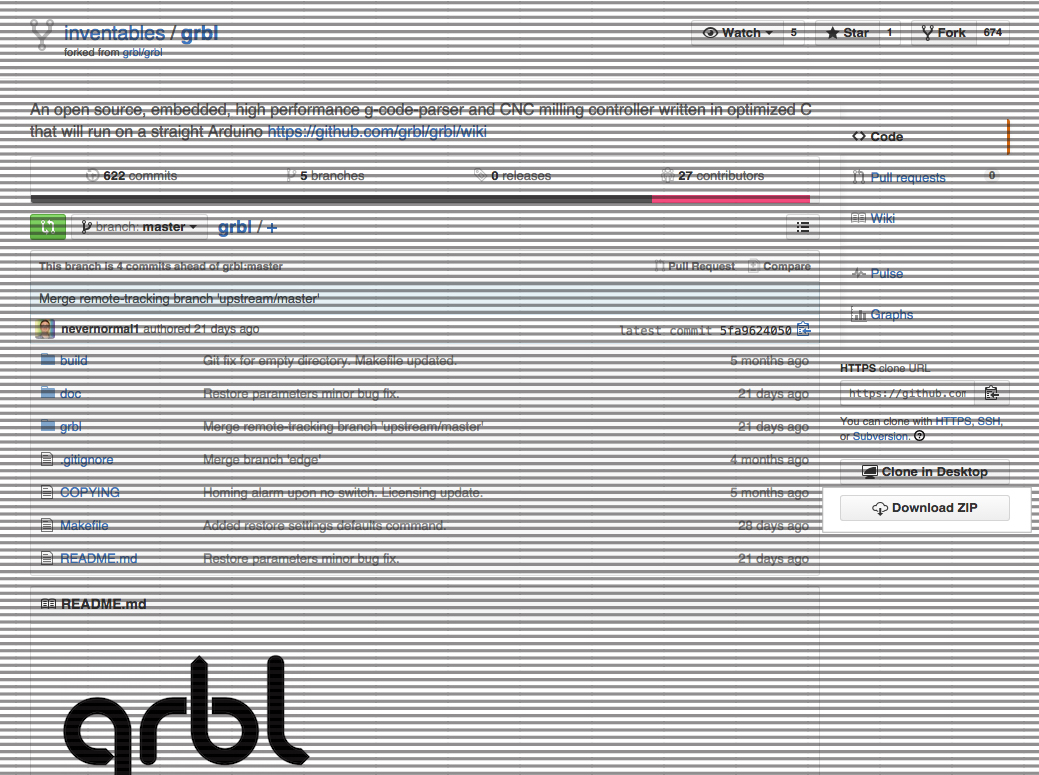 inventables / grbl
forked from grbl/grbl
Watch 5 Star 1 Fork 674
An open source, embedded, high performance g-code-parser and CNC milling controller written in optimized C
that will run on a straight Arduino https://github.com/grbl/grbl/wiki
622 commits 5 branches 0 releases 27 contributors
branch: master grbl / +
This branch is 4 commits ahead of grbl:master Pull Request Compare
Merge remote-tracking branch 'upstream/master'
nevernormal1 authored 21 days ago latest commit 5fa9624050
build Git fix for empty directory. Makefile updated. 5 months ago
doc Restore parameters minor bug fix. 21 days ago
grbl Merge remote-tracking branch 'upstream/master' 21 days ago
.gitignore Merge branch 'edge' 4 months ago
COPYING Homing alarm upon no switch. Licensing update. 5 months ago
Makefile Added restore settings defaults command. 28 days ago
README.md Restore parameters minor bug fix. 21 days ago
README.md
grbl
Code
Pull requests 0
Wiki
Pulse
Graphs
HTTPS clone URL
https://github.com
You can clone with HTTPS, SSH,
or Subversion.
Clone in Desktop
Download ZIP